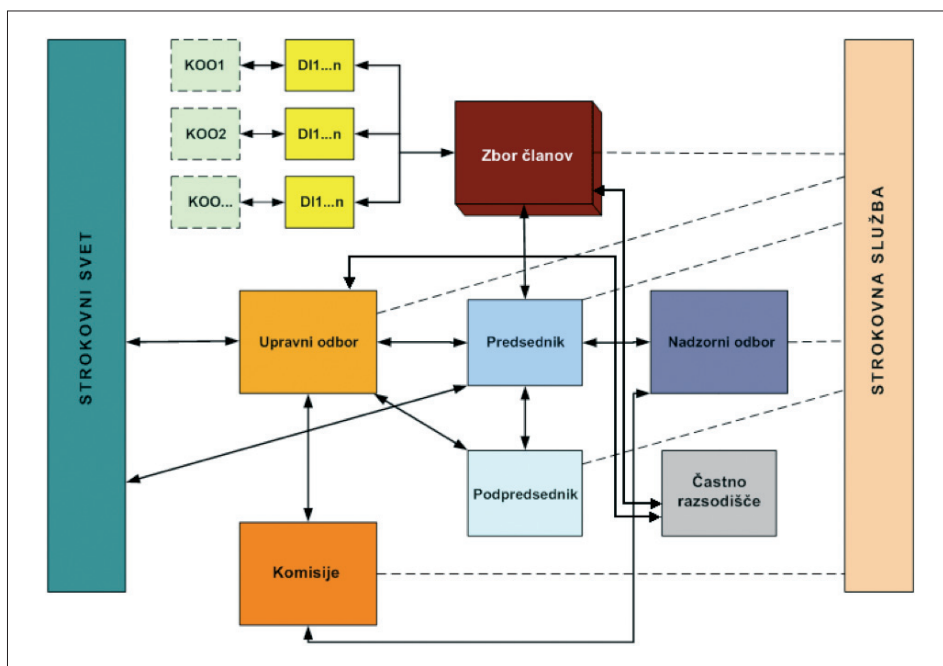 STROKOVNI SVET
KOO1
DI1...n
KOO2
DI1...n
KOO...
DI1...n
Zbor članov
STROKOVNA SLUŽBA
Upravni odbor
Predsednik
Nadzorni odbor
Podpredsednik
Častno
razsodišče
Komisije